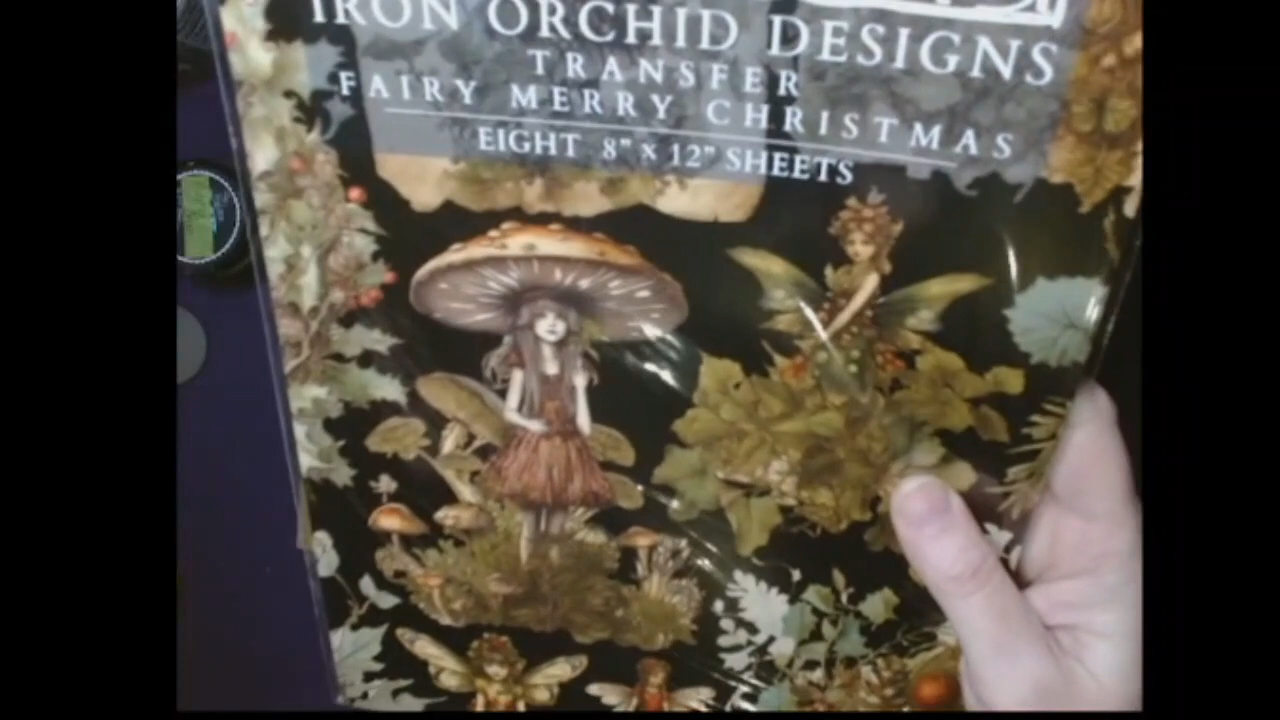 IRON ORCHID DESIGNS
TRANSFER
FAIRY MERRY CHRISTMAS
EIGHT 8" x 12" SHEETS